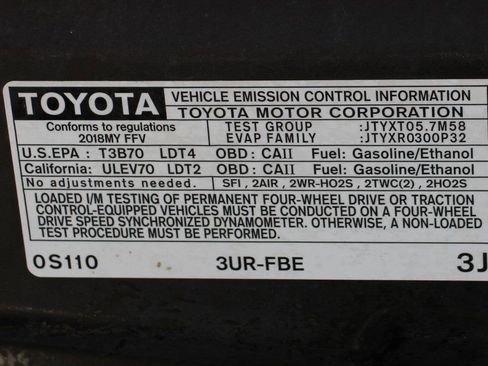 TOYOTA
VEHICLE EMISSION CONTROL INFORMATION
TOYOTA MOTOR CORPORATION
Conforms to regulations
2018MY FFV
TEST GROUP :JTYXT05.7M58
EVAP FAMILY :JTYXR0300P32
U.S.EPA : T3B70 LDT4 OBD: CAII Fuel: Gasoline/Ethanol
California: ULEV70 LDT2 OBD: CAII Fuel: Gasoline/Ethanol
No adjustments needed. SFI , 2AIR , 2WR-HO2S , 2TWC(2) , 2HO2S
LOADED I/M TESTING OF PERMANENT FOUR-WHEEL DRIVE OR TRACTION
CONTROL-EQUIPPED VEHICLES MUST BE CONDUCTED ON A FOUR-WHEEL
DRIVE SPEED SYNCHRONIZED DYNAMOMETER. OTHERWISE, A NON-LOADED
TEST PROCEDURE MUST BE PERFORMED.
0S110 3UR-FBE 3J